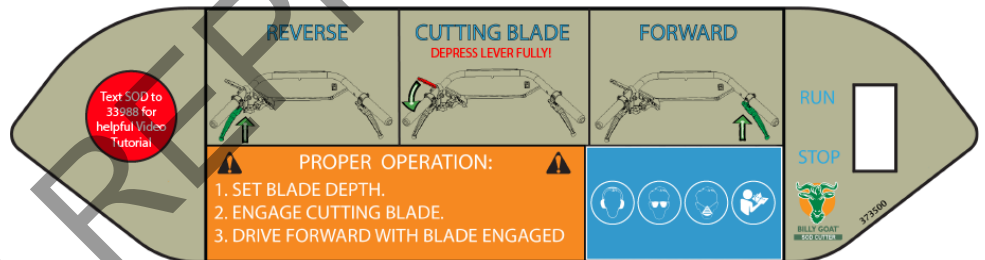 Text SOD to
33988 for
helpful Video
Tutorial
REVERSE
CUTTING BLADE
DEPRESS LEVER FULLY!
FORWARD
PROPER OPERATION:
1. SET BLADE DEPTH.
2. ENGAGE CUTTING BLADE.
3. DRIVE FORWARD WITH BLADE ENGAGED
RUN
STOP
BILLY GOAT
SOD CUTTER
373500
REP